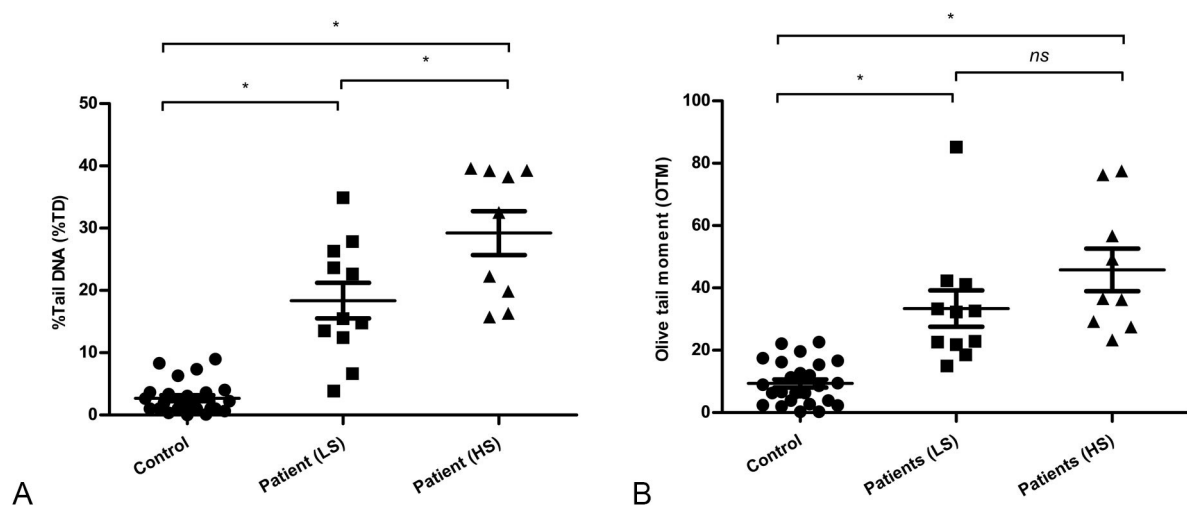 *
*
*
50
40
30
20
10
0
%Tail DNA (%TD)
Control
Patient (LS)
Patient (HS)
A
*
ns
*
100
80
60
40
20
0
Olive tail moment (OTM)
Control
Patients (LS)
Patients (HS)
B